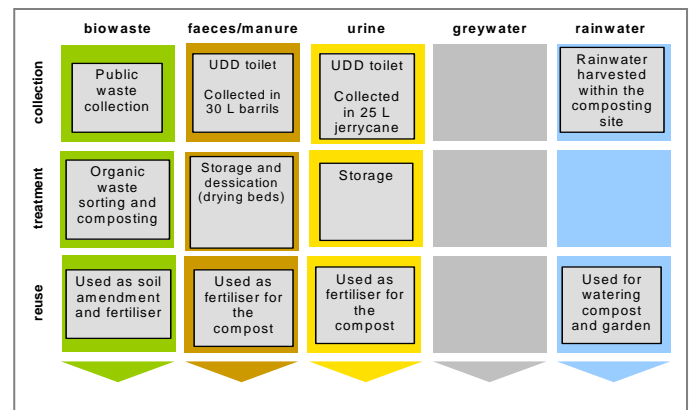 biowaste faeces/manure urine greywater rainwater
collection
Public
waste
collection
UDD toilet
Collected
in 30 L barrils
UDD toilet
Collected
in 25 L
jerrycane
Rainwater
harvested
within the
composting
site
treatment
Organic
waste
sorting and
composting
Storage and
dessication
(drying beds)
Storage
reuse
Used as soil
amendment
and fertiliser
Used as
fertiliser for
the
compost
Used as
fertiliser for
the
compost
Used for
watering
compost
and garden